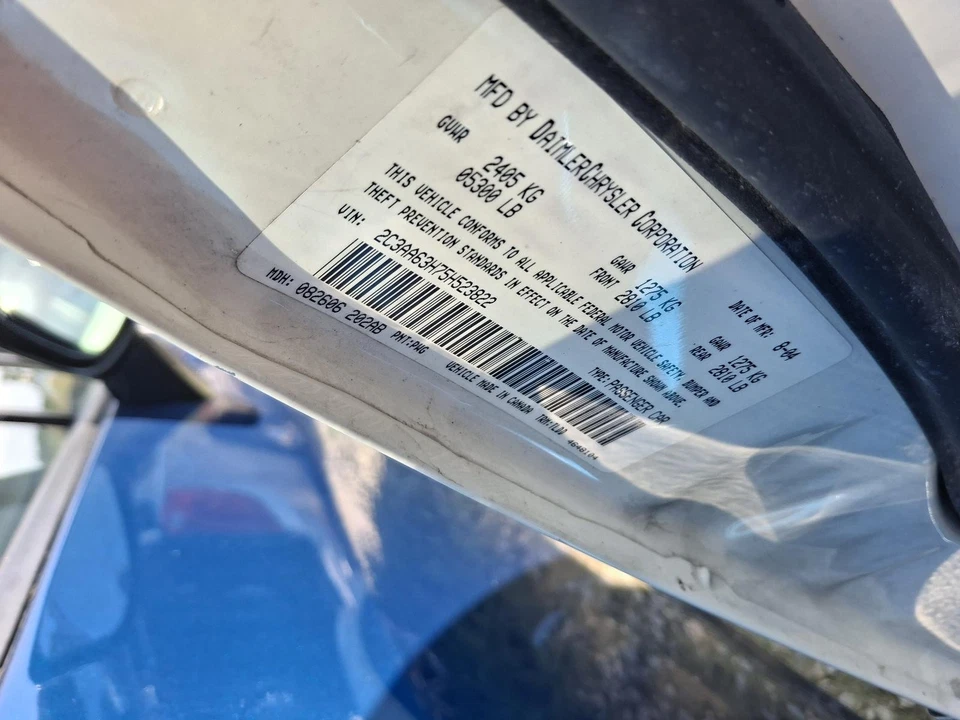 MFD BY DAIMLERCHRYSLER CORPORATION
DATE OF MFR: 8-04
GVWR
2405 KG
05300 LB
GAWR FRONT
1275 KG
2810 LB
GAWR REAR
1275 KG
2810 LB
THIS VEHICLE CONFORMS TO ALL APPLICABLE FEDERAL MOTOR VEHICLE SAFETY, BUMPER AND
THEFT PREVENTION STANDARDS IN EFFECT ON THE DATE OF MANUFACTURE SHOWN ABOVE.
VIN: 2C3AA63H75H523822
TYPE: PASSENGER CAR
MDH: 082606 202AB PNT:PWG
VEHICLE MADE IN CANADA
4648104